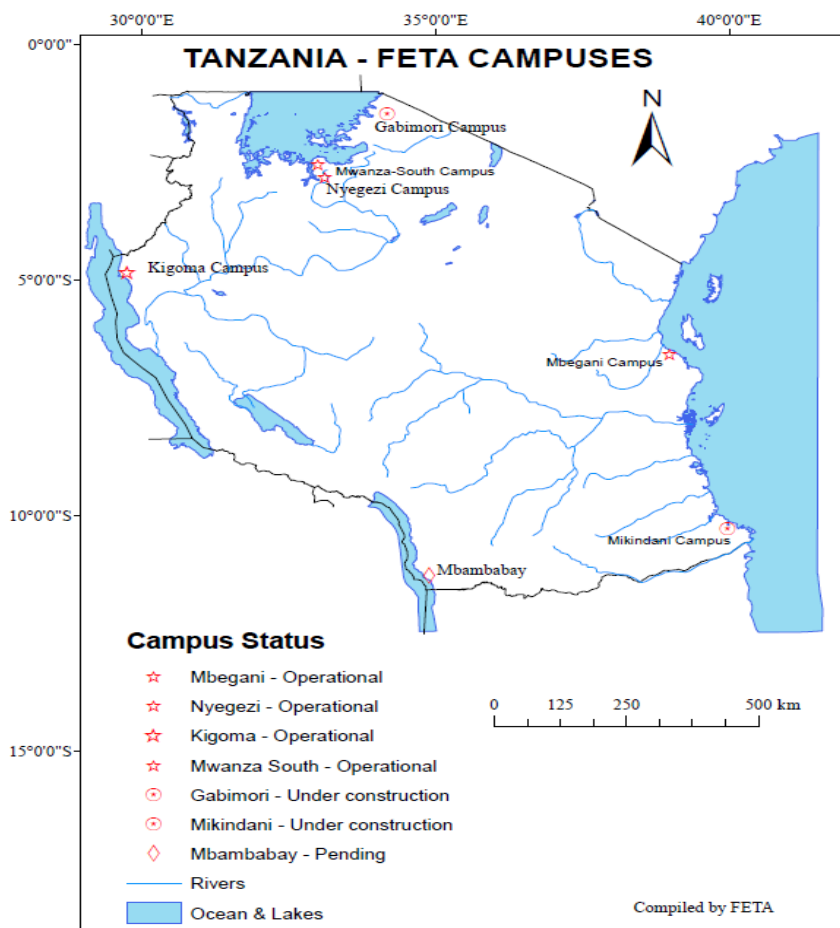 30°0'0"E 35°0'0"E 40°0'0"E
0°0'0"
TANZANIA - FETA CAMPUSES
N
Gabimori Campus
Mwanza-South Campus
Nyegezi Campus
Kigoma Campus
5°0'0"S
Mbegani Campus
10°0'0"S
Mikindani Campus
Mbambabay
Campus Status
Mbegani - Operational
Nyegezi - Operational
Kigoma - Operational
Mwanza South - Operational
Gabimori - Under construction
Mikindani - Under construction
Mbambabay - Pending
Rivers
Ocean & Lakes
0 125 250 500 km
15°0'0"S
Compiled by FETA